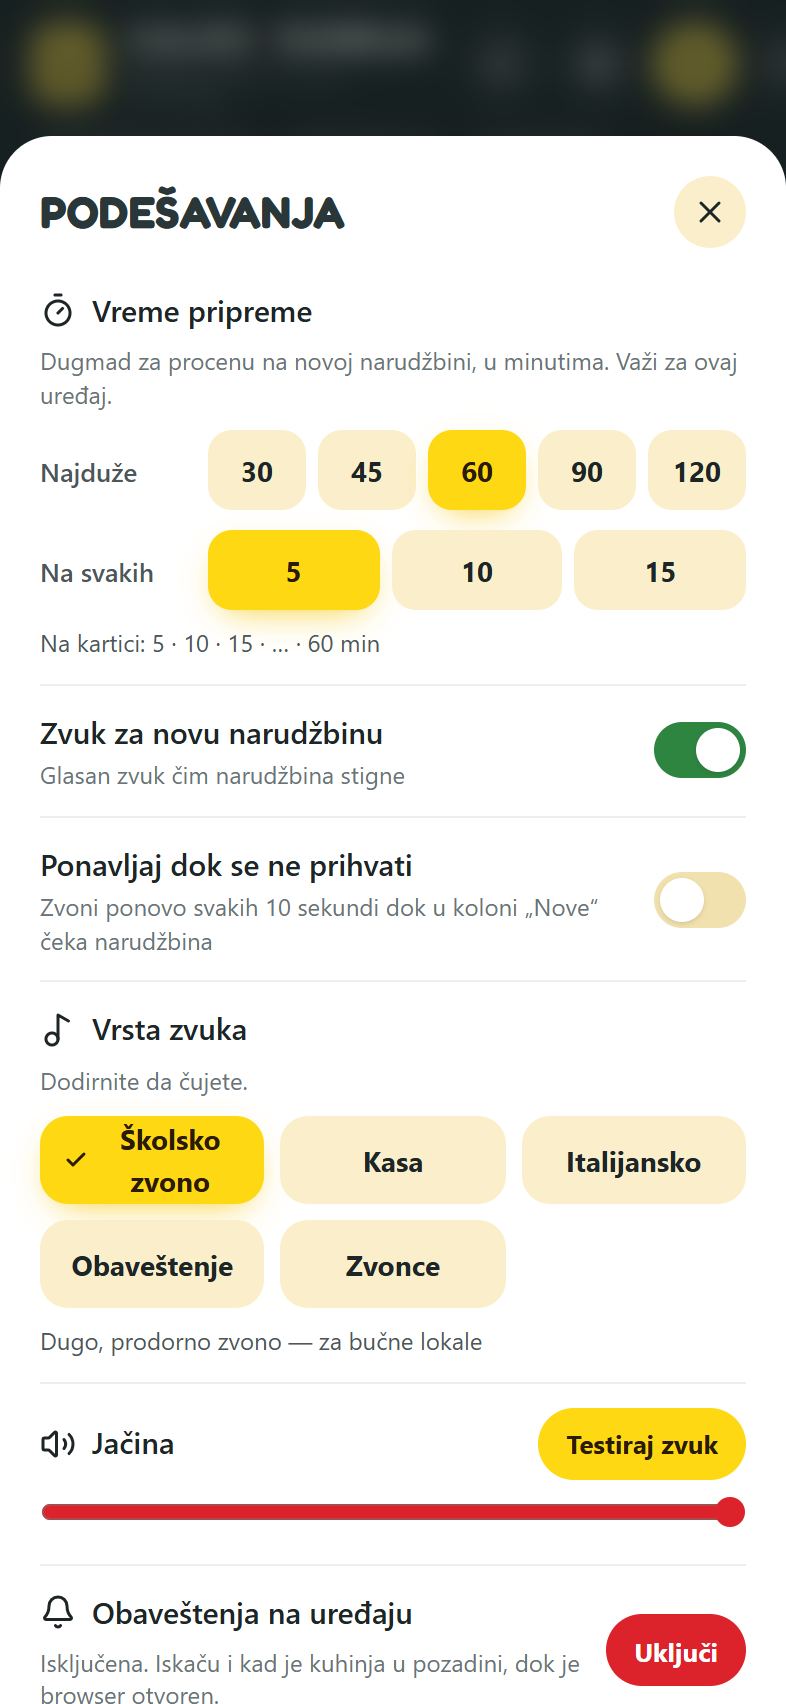 PODEŠAVANJA
Vreme pripreme
Dugmad za procenu na novoj narudžbini, u minutima. Važi za ovaj
uređaj.
Najduže 30 45 60 90 120
Na svakih 5 10 15
Na kartici: 5 · 10 · 15 · … · 60 min
Zvuk za novu narudžbinu
Glasan zvuk čim narudžbina stigne
Ponavljaj dok se ne prihvati
Zvoni ponovo svakih 10 sekundi dok u koloni „Nove“
čeka narudžbina
Vrsta zvuka
Dodirnite da čujete.
Školsko
zvono
Kasa
Italijansko
Obaveštenje
Zvonce
Dugo, prodorno zvono — za bučne lokale
Jačina
Testiraj zvuk
Obaveštenja na uređaju
Isključena. Iskaču i kad je kuhinja u pozadini, dok je
browser otvoren.
Uključi